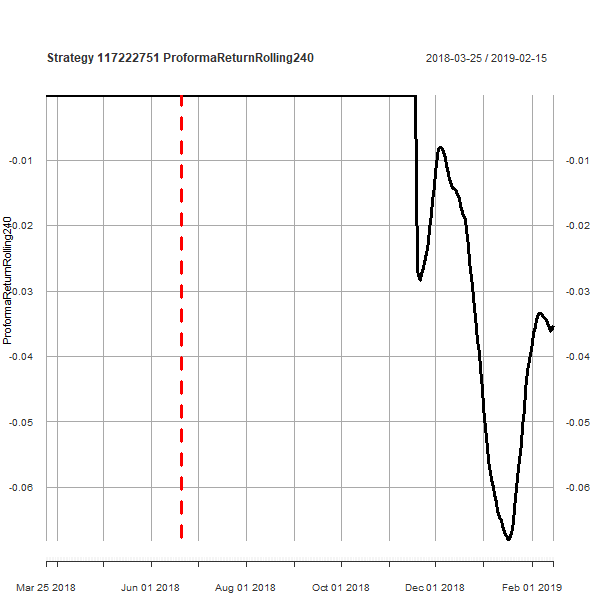 Strategy 117222751 ProformaReturnRolling240
2018-03-25 / 2019-02-15
ProformaReturnRolling240
-0.01
-0.02
-0.03
-0.04
-0.05
-0.06
-0.01
-0.02
-0.03
-0.04
-0.05
-0.06
Mar 25 2018
Jun 01 2018
Aug 01 2018
Oct 01 2018
Dec 01 2018
Feb 01 2019